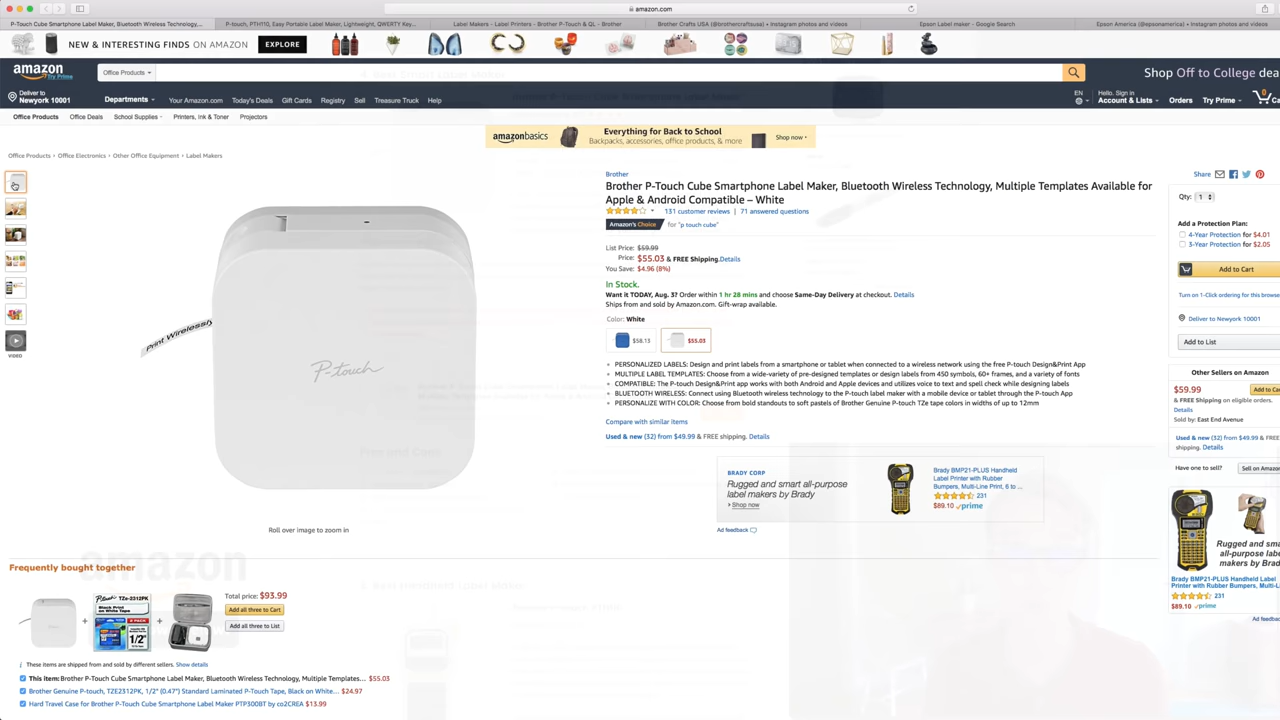 amazon.com
P-Touch Cube Smartphone Label Maker, Bluetooth Wireless Technology,...
P-touch, PTH110, Easy Portable Label Maker, Lightweight, QWERTY Key...
Label Makers - Label Printers - Brother P-Touch & QL - Brother
Brother Crafts USA (@brothercraftsusa) • Instagram photos and videos
Epson Label maker - Google Search
Epson America (@epsonamerica) • Instagram photos and videos
NEW & INTERESTING FINDS ON AMAZON EXPLORE
amazon Try Prime
Office Products
Shop Off to College dea
Deliver to
Newyork 10001
Departments
Your Amazon.com Today's Deals Gift Cards Registry Sell Treasure Truck Help
EN
Hello. Sign in
Account & Lists
Orders
Try Prime
0
Ca
Office Products Office Deals School Supplies Printers, Ink & Toner Projectors
amazonbasics
Everything for Back to School
Backpacks, accessories, office products, & more
Shop now ›
Office Products › Office Electronics › Other Office Equipment › Label Makers
VIDEO
Print Wirelessly
P-touch
Roll over image to zoom in
Brother
Brother P-Touch Cube Smartphone Label Maker, Bluetooth Wireless Technology, Multiple Templates Available for
Apple & Android Compatible – White
131 customer reviews | 71 answered questions
Amazon's Choice for "p touch cube"
List Price: $59.99
Price: $55.03 & FREE Shipping. Details
You Save: $4.96 (8%)
In Stock.
Want it TODAY, Aug. 3? Order within 1 hr 28 mins and choose Same-Day Delivery at checkout. Details
Ships from and sold by Amazon.com. Gift-wrap available.
Color: White
$58.13
$55.03
• PERSONALIZED LABELS: Design and print labels from a smartphone or tablet when connected to a wireless network using the free P-touch Design&Print App
• MULTIPLE LABEL TEMPLATES: Choose from a wide-variety of pre-designed templates or design labels from 450 symbols, 60+ frames, and a variety of fonts
• COMPATIBLE: The P-touch Design&Print app works with both Android and Apple devices and utilizes voice to text and spell check while designing labels
• BLUETOOTH WIRELESS: Connect using Bluetooth wireless technology to the P-touch label maker with a mobile device or tablet through the P-touch App
• PERSONALIZE WITH COLOR: Choose from bold standouts to soft pastels of Brother Genuine P-touch TZe tape colors in widths of up to 12mm
Compare with similar items
Used & new (32) from $49.99 & FREE shipping. Details
BRADY CORP
Rugged and smart all-purpose
label makers by Brady
› Shop now
Brady BMP21-PLUS Handheld
Label Printer with Rubber
Bumpers, Multi-Line Print, 6 to ...
231
$89.10 prime
Ad feedback
Share
Qty: 1
Add a Protection Plan:
4-Year Protection for $4.01
3-Year Protection for $2.05
Add to Cart
Turn on 1-Click ordering for this browse
Deliver to Newyork 10001
Add to List
Other Sellers on Amazon
$59.99
Add to Ca
& FREE Shipping on eligible orders.
Details
Sold by: East End Avenue
Used & new (32) from $49.99 & FREE
shipping. Details
Have one to sell?
Sell on Amazon
Rugged and sma
all-purpose labe
makers by Brady
Brady BMP21-PLUS Handheld Label
Printer with Rubber Bumpers, Multi-Li
231
$89.10 prime
Ad feedba
Frequently bought together
P-touch TZe-2312PK
Black Print
on White Tape
1/2"
Total price: $93.99
Add all three to Cart
Add all three to List
These items are shipped from and sold by different sellers. Show details
This item: Brother P-Touch Cube Smartphone Label Maker, Bluetooth Wireless Technology, Multiple Templates... $55.03
Brother Genuine P-touch, TZE2312PK, 1/2" (0.47") Standard Laminated P-Touch Tape, Black on White... $24.97
Hard Travel Case for Brother P-Touch Cube Smartphone Label Maker PTP300BT by co2CREA $13.99
amazon